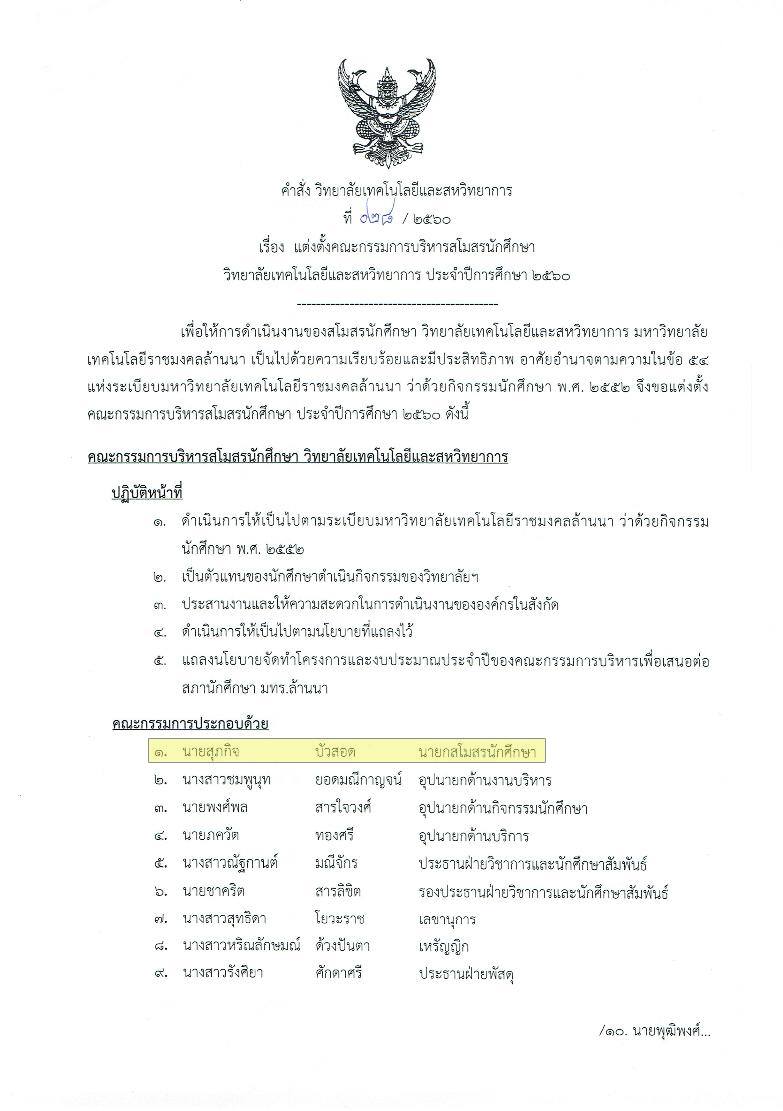 คำสั่ง วิทยาลัยเทคโนโลยีและสหวิทยาการ
ที่ ๐๒๘ / ๒๕๖๐
เรื่อง แต่งตั้งคณะกรรมการบริหารสโมสรนักศึกษา
วิทยาลัยเทคโนโลยีและสหวิทยาการ ประจำปีการศึกษา ๒๕๖๐
------------------------------------------
เพื่อให้การดำเนินงานของสโมสรนักศึกษา วิทยาลัยเทคโนโลยีและสหวิทยาการ มหาวิทยาลัย
เทคโนโลยีราชมงคลล้านนา เป็นไปด้วยความเรียบร้อยและมีประสิทธิภาพ อาศัยอำนาจตามความในข้อ ๕๔
แห่งระเบียบมหาวิทยาลัยเทคโนโลยีราชมงคลล้านนา ว่าด้วยกิจกรรมนักศึกษา พ.ศ. ๒๕๕๒ จึงขอแต่งตั้ง
คณะกรรมการบริหารสโมสรนักศึกษา ประจำปีการศึกษา ๒๕๖๐ ดังนี้
คณะกรรมการบริหารสโมสรนักศึกษา วิทยาลัยเทคโนโลยีและสหวิทยาการ
ปฏิบัติหน้าที่
๑. ดำเนินการให้เป็นไปตามระเบียบมหาวิทยาลัยเทคโนโลยีราชมงคลล้านนา ว่าด้วยกิจกรรม
นักศึกษา พ.ศ. ๒๕๕๒
๒. เป็นตัวแทนของนักศึกษาดำเนินกิจกรรมของวิทยาลัยฯ
๓. ประสานงานและให้ความสะดวกในการดำเนินงานขององค์กรในสังกัด
๔. ดำเนินการให้เป็นไปตามนโยบายที่แถลงไว้
๕. แถลงนโยบายจัดทำโครงการและงบประมาณประจำปีของคณะกรรมการบริหารเพื่อเสนอต่อ
สภานักศึกษา มทร.ล้านนา
คณะกรรมการประกอบด้วย
๑. นายสุภกิจ บัวสอด นายกสโมสรนักศึกษา
๒. นางสาวชมพูนุท ยอดมณีกาญจน์ อุปนายกด้านงานบริหาร
๓. นายพงศ์พล สารใจวงศ์ อุปนายกด้านกิจกรรมนักศึกษา
๔. นายภควัต ทองศรี อุปนายกด้านบริการ
๕. นางสาวณัฐกานต์ มณีจักร ประธานฝ่ายวิชาการและนักศึกษาสัมพันธ์
๖. นายชาคริต สารลิขิต รองประธานฝ่ายวิชาการและนักศึกษาสัมพันธ์
๗. นางสาวสุทธิดา โยวะราช เลขานุการ
๘. นางสาวหริณลักษมณ์ ด้วงปันตา เหรัญญิก
๙. นางสาวรังศิยา ศักดาศรี ประธานฝ่ายพัสดุ
/๑๐. นายพุฒิพงศ์...